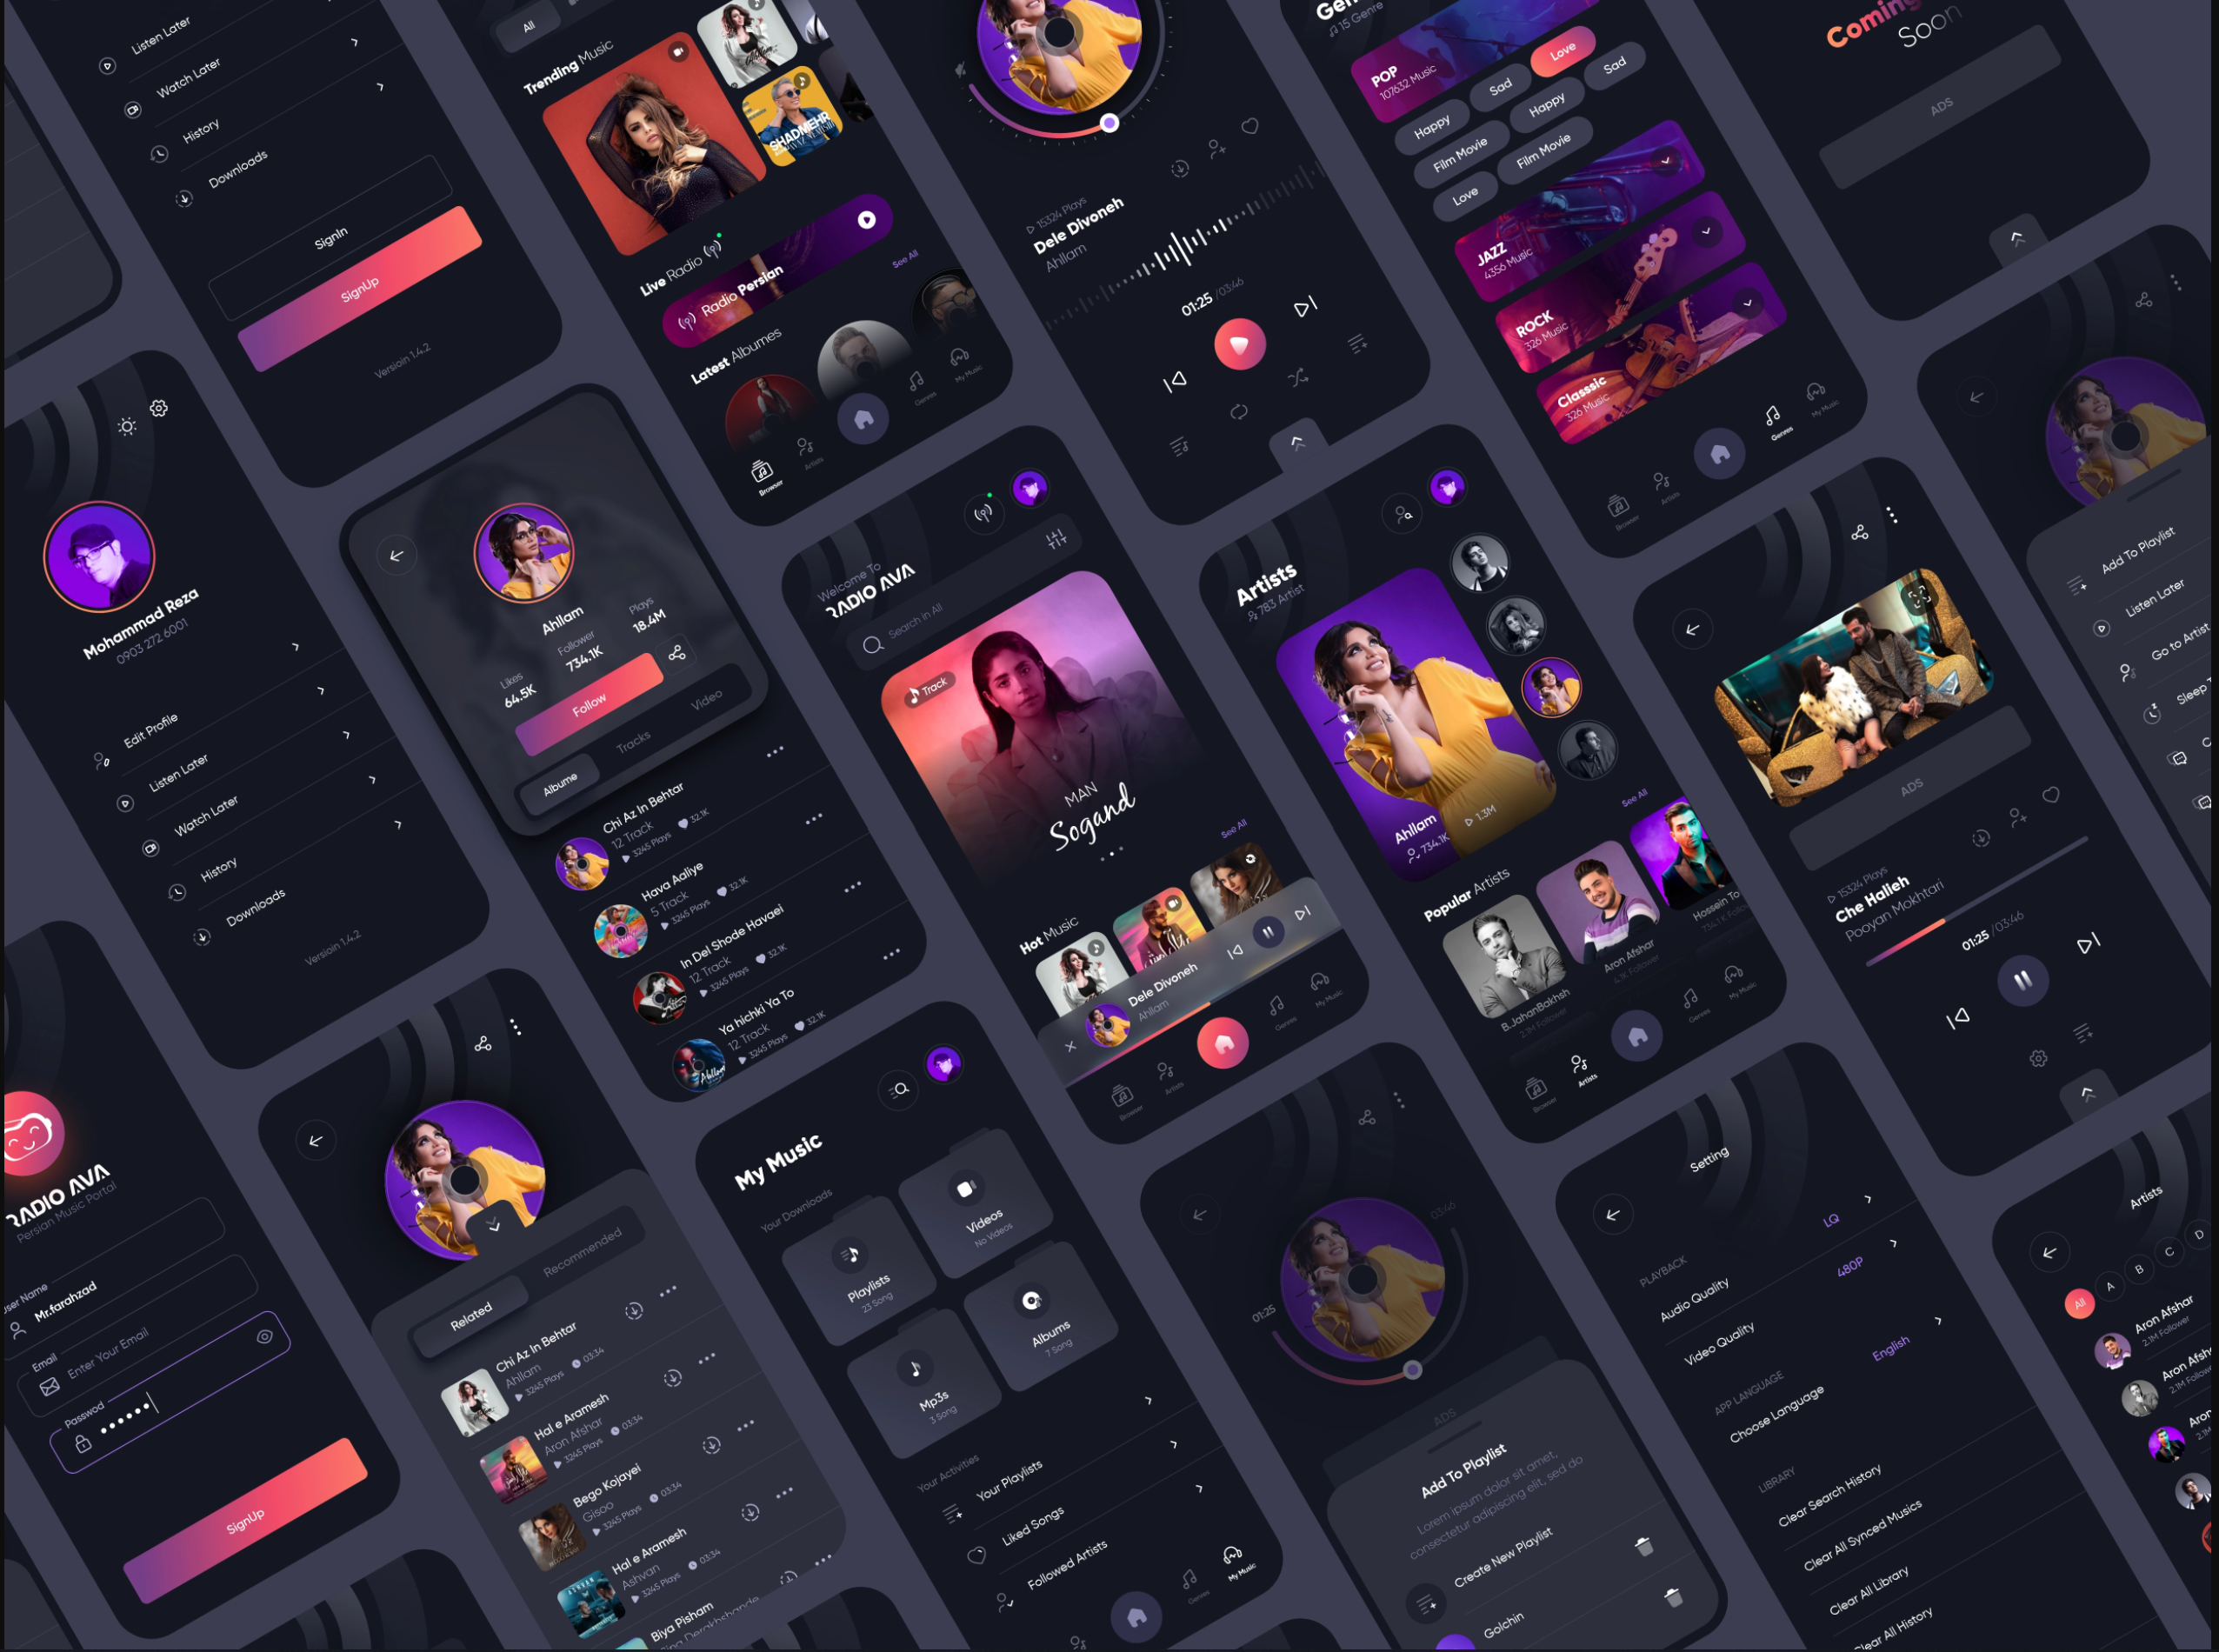 Listen Later
Watch Later
History
Downloads
SignIn
SignUp
Versioin 1.4.2
All
Trending Music
SHADMEHR
Live Radio
Radio Persian
See All
Latest Albumes
Browser
Artists
Genres
My Music
15324 Plays
Dele Divoneh
Ahllam
01:25 /03:46
15 Genre
POP
107632 Music
Love
Sad
Sad
Happy
Happy
Film Movie
Film Movie
Love
JAZZ
4356 Music
ROCK
326 Music
Classsic
326 Music
Browser
Artists
Genres
My Music
Coming
Soon
ADS
Mohammad Reza
0903 272 6001
Edit Profile
Listen Later
Watch Later
History
Downloads
Versioin 1.4.2
Ahllam
Likes
64.5K
Follower
734.1K
Plays
18.4M
Follow
Albume
Tracks
Video
Chi Az In Behtar
12 Track
3245 Plays 32.1K
Hava Aaliye
5 Track
3245 Plays 32.1K
In Del Shode Havaei
12 Track
3245 Plays 32.1K
Ya hichki Ya To
12 Track
3245 Plays 32.1K
Welcome To
RADIO AVA
Search in All
Track
MAN
Sogand
See All
Hot Music
Dele Divoneh
Ahllam
Browser
Artists
Genres
My Music
Artists
783 Artist
Ahllam
734.1K
1.3M
See All
Popular Artists
B.JahanBakhsh
2.1M Follower
Aron Afshar
4.1K Follower
Hossein To
Browser
Artists
Genres
My Music
ADS
15324 Plays
Che Halieh
Pooyan Mokhtari
01:25 /03:46
Add To Playlist
Listen Later
Go to Artist
Sleep T
RADIO AVA
Persian Music Portal
User Name
Mr.farahzad
Email
Enter Your Email
Passwod
SignUp
Related
Recommended
Chi Az In Behtar
Ahllam
3245 Plays 03:34
Hal e Aramesh
Aron Afshar
3245 Plays 03:34
Bego Kojayei
Gisoo
3245 Plays 03:34
Hal e Aramesh
Ashvan
3245 Plays 03:34
Biya Pisham
My Music
Your Downloads
Playlists
23 Song
Videos
No Videos
Mp3s
3 Song
Albums
7 Song
Your Activities
Your Playlists
Liked Songs
Followed Artists
Genres
My Music
01:25
03:46
ADS
Add To Playlist
Lorem ipsum dolor sit amet,
consectetur adipiscing elit, sed do
Create New Playlist
Golchin
Setting
PLAYBACK
Audio Quality
LQ
Video Quality
480P
APP LANGUAGE
Choose Language
English
LIBRARY
Clear Search History
Clear All Synced Musics
Clear All Library
Clear All History
Artists
All
A
B
C
D
Aron Afshar
2.1M Follower
Aron Afsh
2.1M Follow
Aron
2.1M